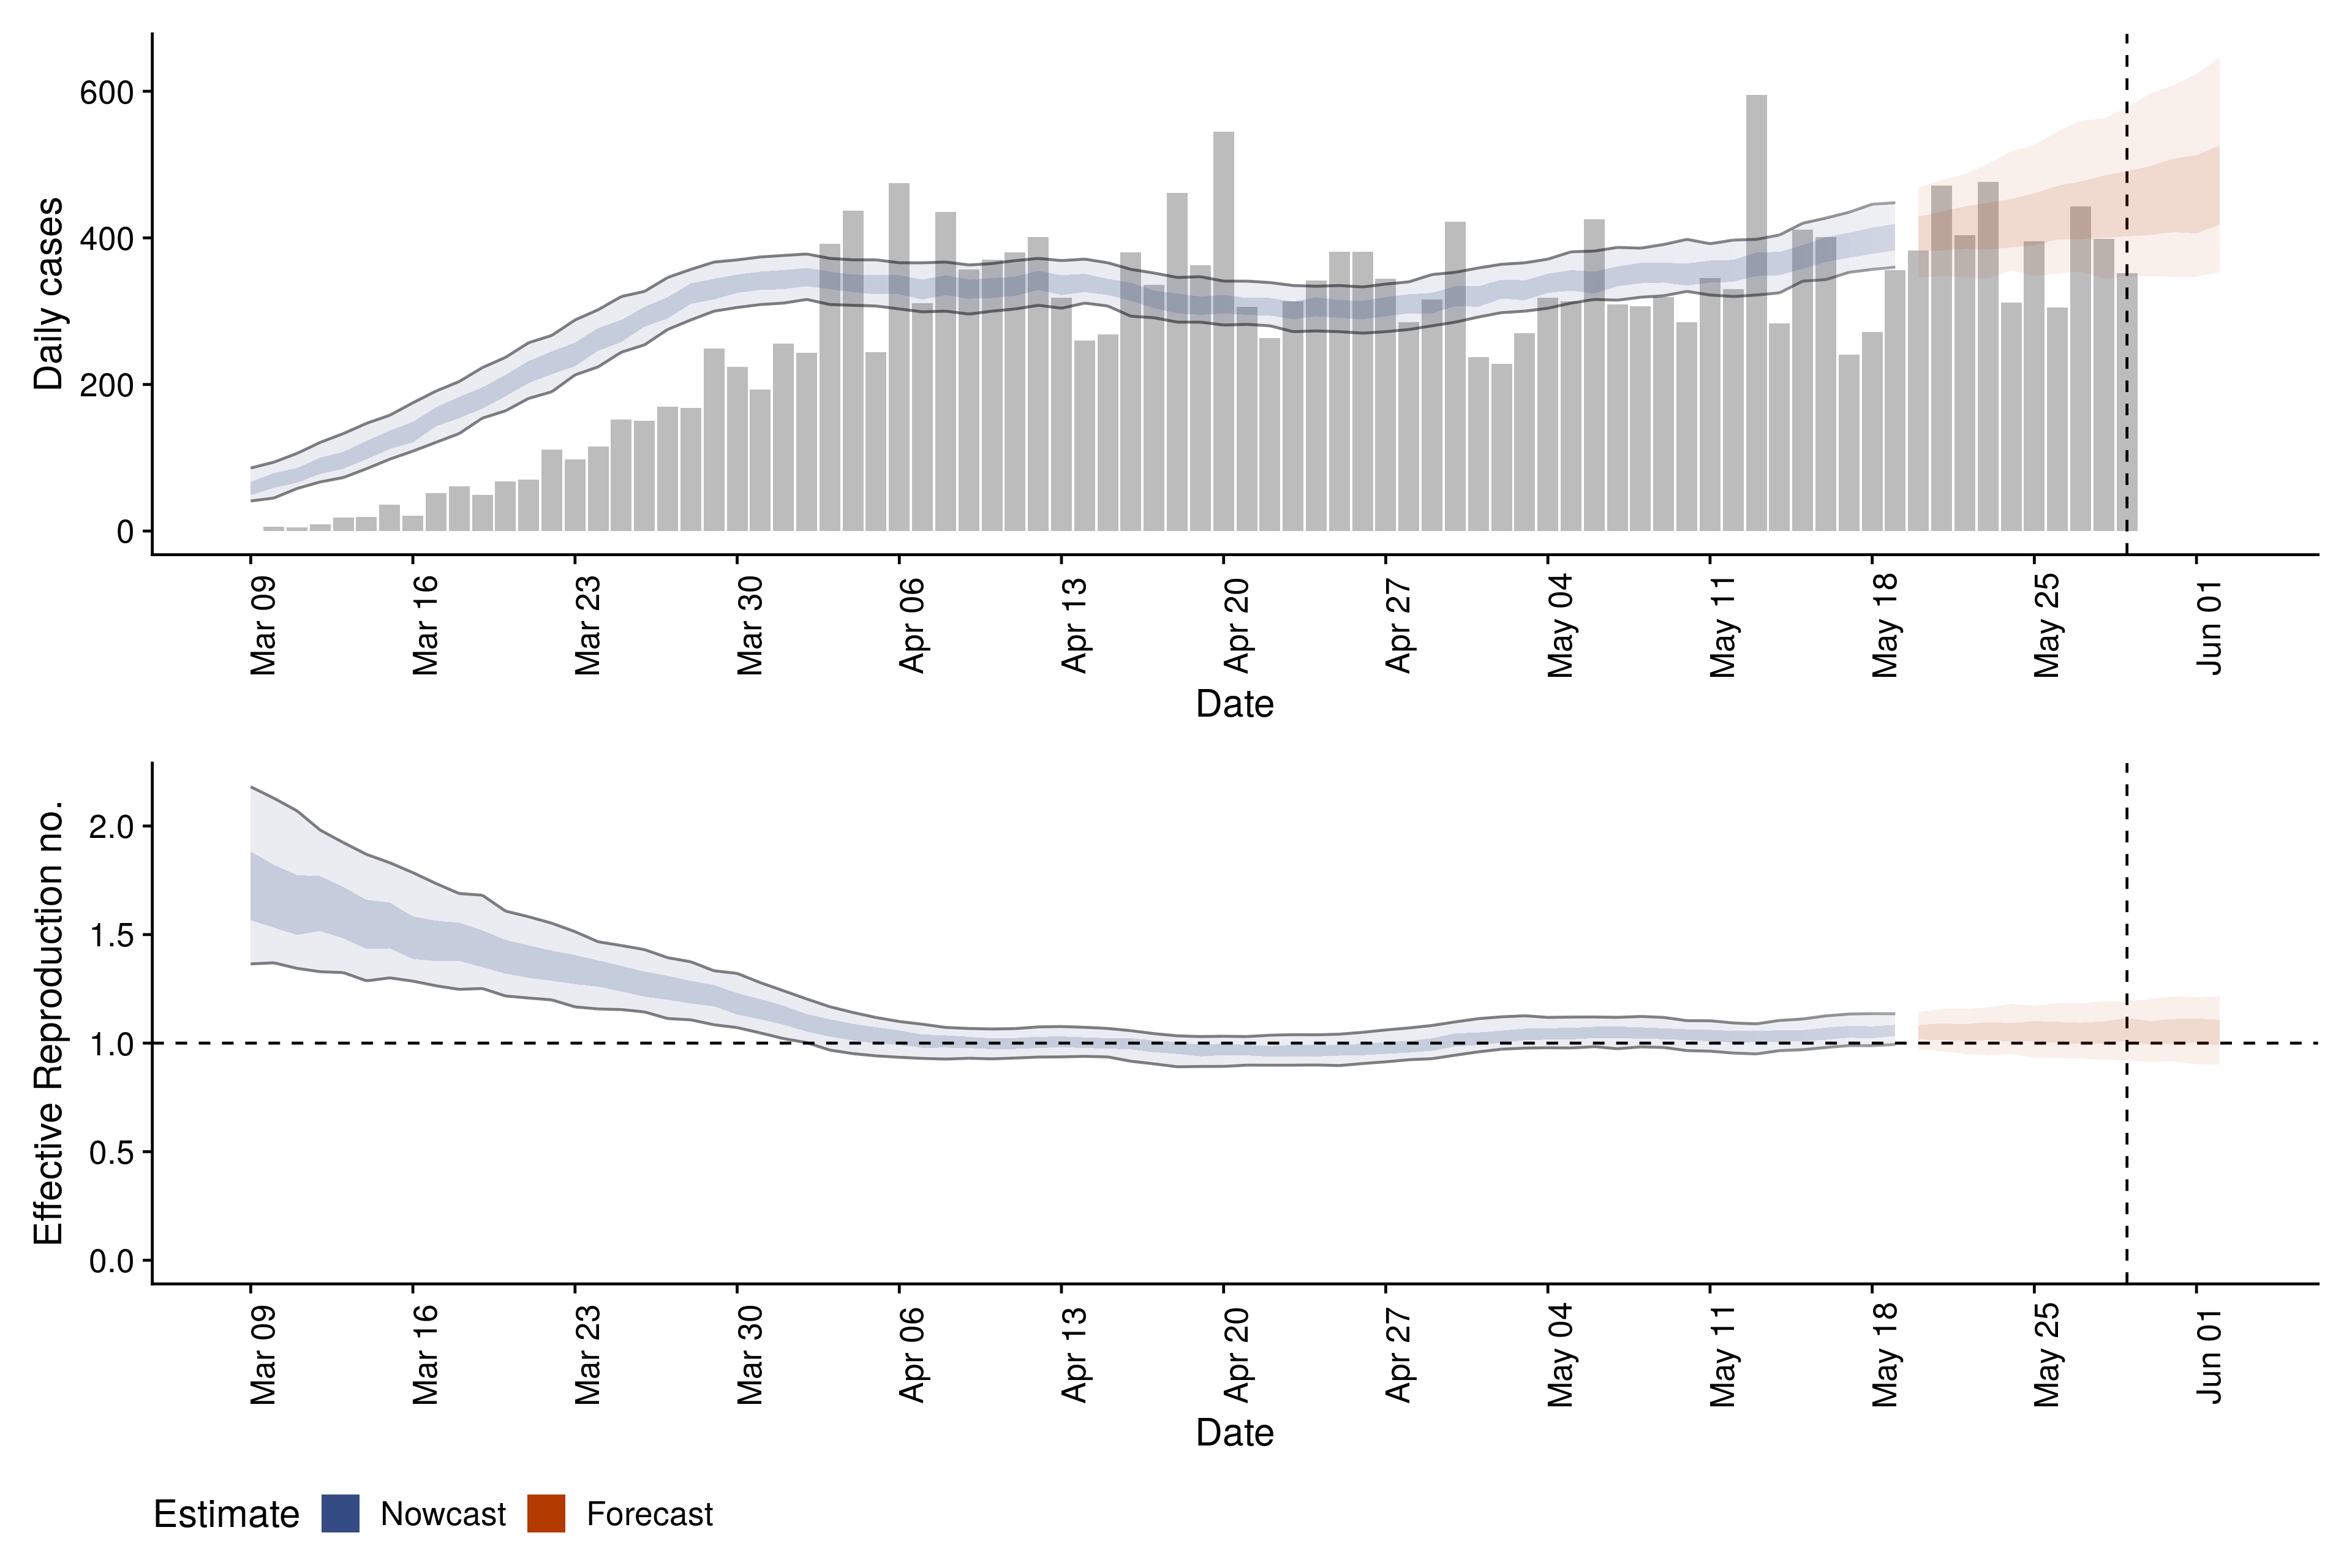 Daily cases
600
400
200
0
Mar 09
Mar 16
Mar 23
Mar 30
Apr 06
Apr 13
Apr 20
Apr 27
May 04
May 11
May 18
May 25
Jun 01
Date
Effective Reproduction no.
2.0
1.5
1.0
0.5
0.0
Mar 09
Mar 16
Mar 23
Mar 30
Apr 06
Apr 13
Apr 20
Apr 27
May 04
May 11
May 18
May 25
Jun 01
Date
Estimate Nowcast Forecast